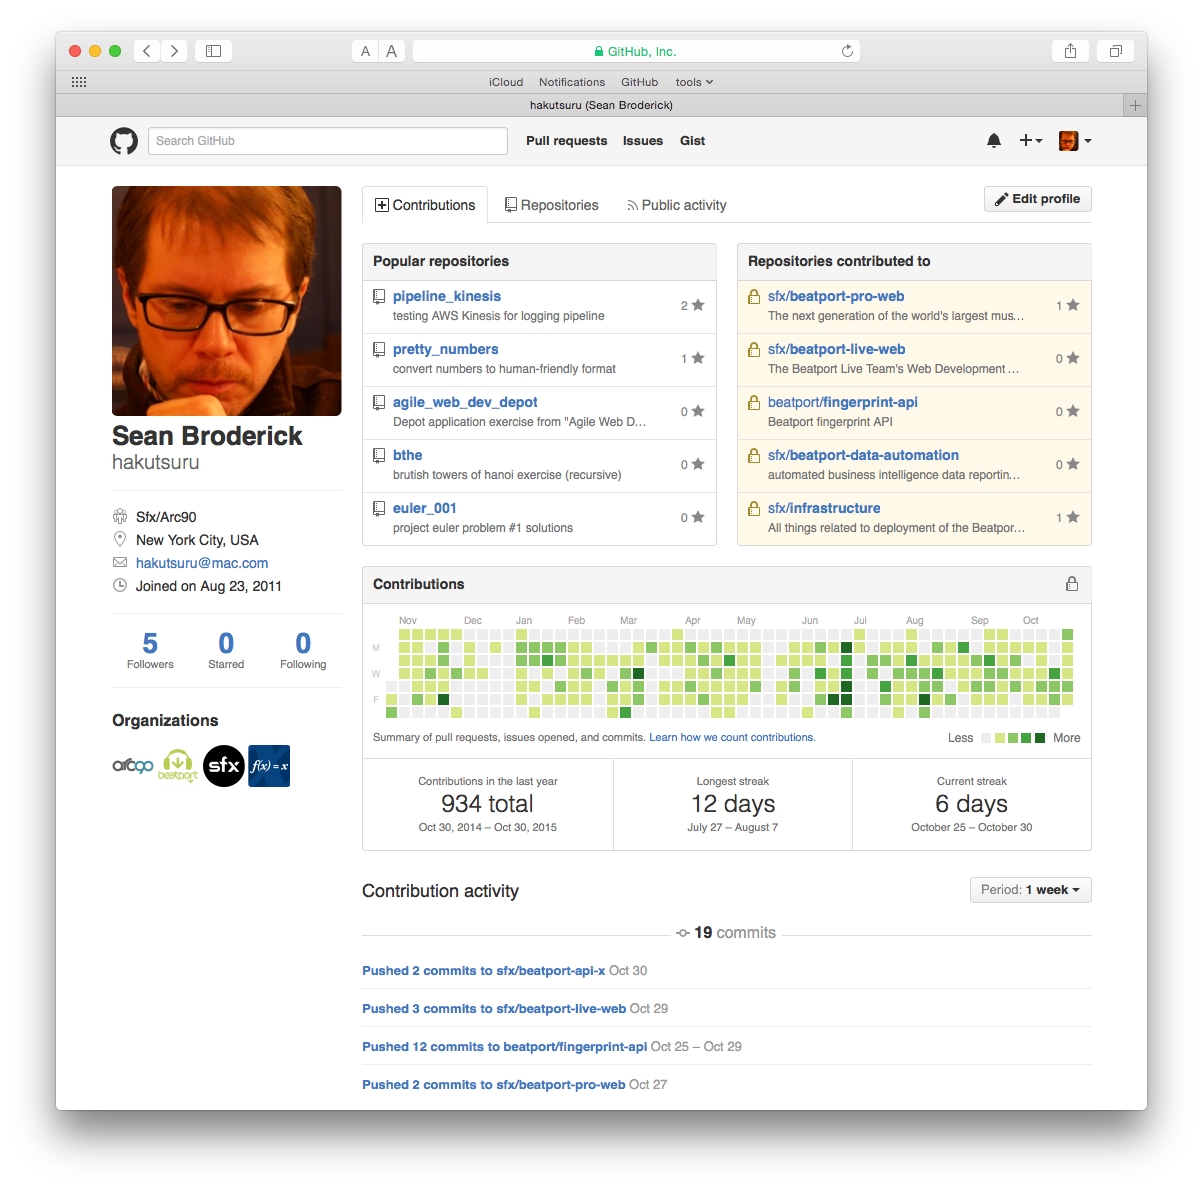 A A
GitHub, Inc.
iCloud Notifications GitHub tools
hakutsuru (Sean Broderick)
Search GitHub
Pull requests Issues Gist
Contributions Repositories Public activity
Edit profile
Sean Broderick
hakutsuru
Sfx/Arc90
New York City, USA
hakutsuru@mac.com
Joined on Aug 23, 2011
5 0 0
Followers Starred Following
Organizations
arc90 beatport sfx f(x) = x
Popular repositories
pipeline_kinesis
testing AWS Kinesis for logging pipeline
2
pretty_numbers
convert numbers to human-friendly format
1
agile_web_dev_depot
Depot application exercise from "Agile Web D...
0
bthe
brutish towers of hanoi exercise (recursive)
0
euler_001
project euler problem #1 solutions
0
Repositories contributed to
sfx/beatport-pro-web
The next generation of the world's largest mus...
1
sfx/beatport-live-web
The Beatport Live Team's Web Development ...
0
beatport/fingerprint-api
Beatport fingerprint API
0
sfx/beatport-data-automation
automated business intelligence data reportin...
0
sfx/infrastructure
All things related to deployment of the Beatpor...
1
Contributions
Nov Dec Jan Feb Mar Apr May Jun Jul Aug Sep Oct
M
W
F
Summary of pull requests, issues opened, and commits. Learn how we count contributions.
Less More
Contributions in the last year
934 total
Oct 30, 2014 – Oct 30, 2015
Longest streak
12 days
July 27 – August 7
Current streak
6 days
October 25 – October 30
Contribution activity
Period: 1 week
19 commits
Pushed 2 commits to sfx/beatport-api-x Oct 30
Pushed 3 commits to sfx/beatport-live-web Oct 29
Pushed 12 commits to beatport/fingerprint-api Oct 25 – Oct 29
Pushed 2 commits to sfx/beatport-pro-web Oct 27